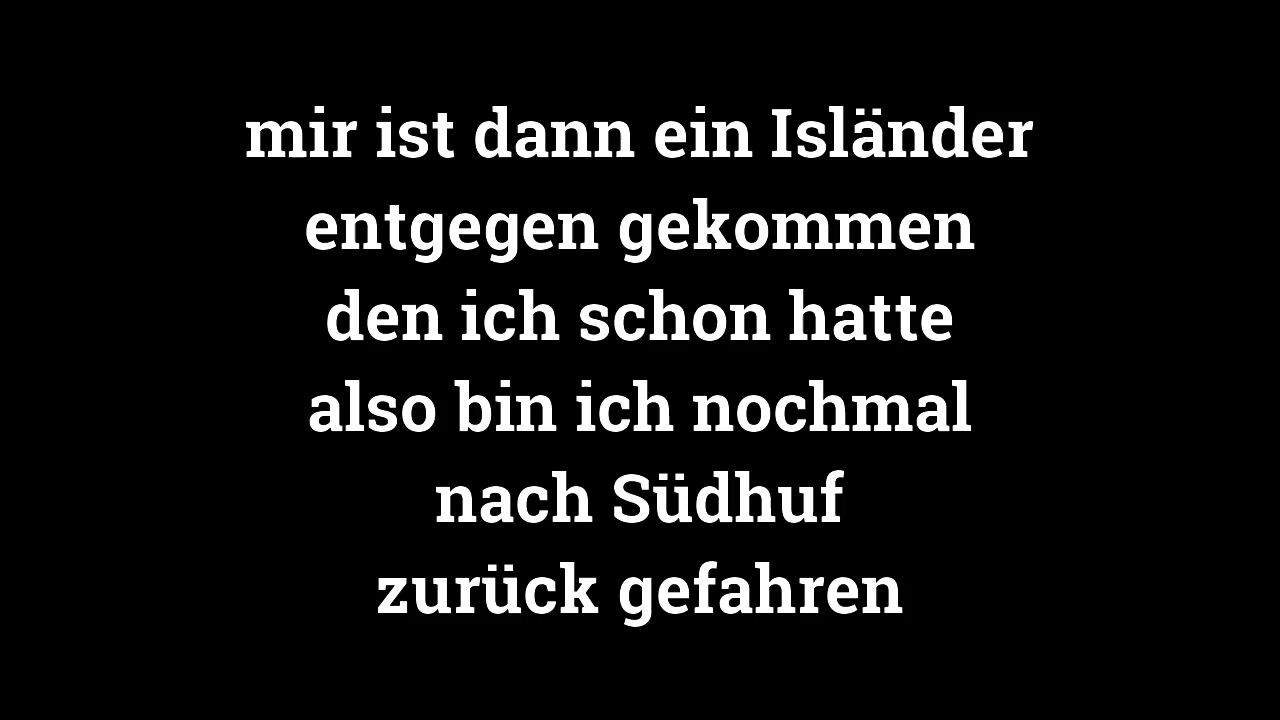 mir ist dann ein Isländer
entgegen gekommen
den ich schon hatte
also bin ich nochmal
nach Südhuf
zurück gefahren